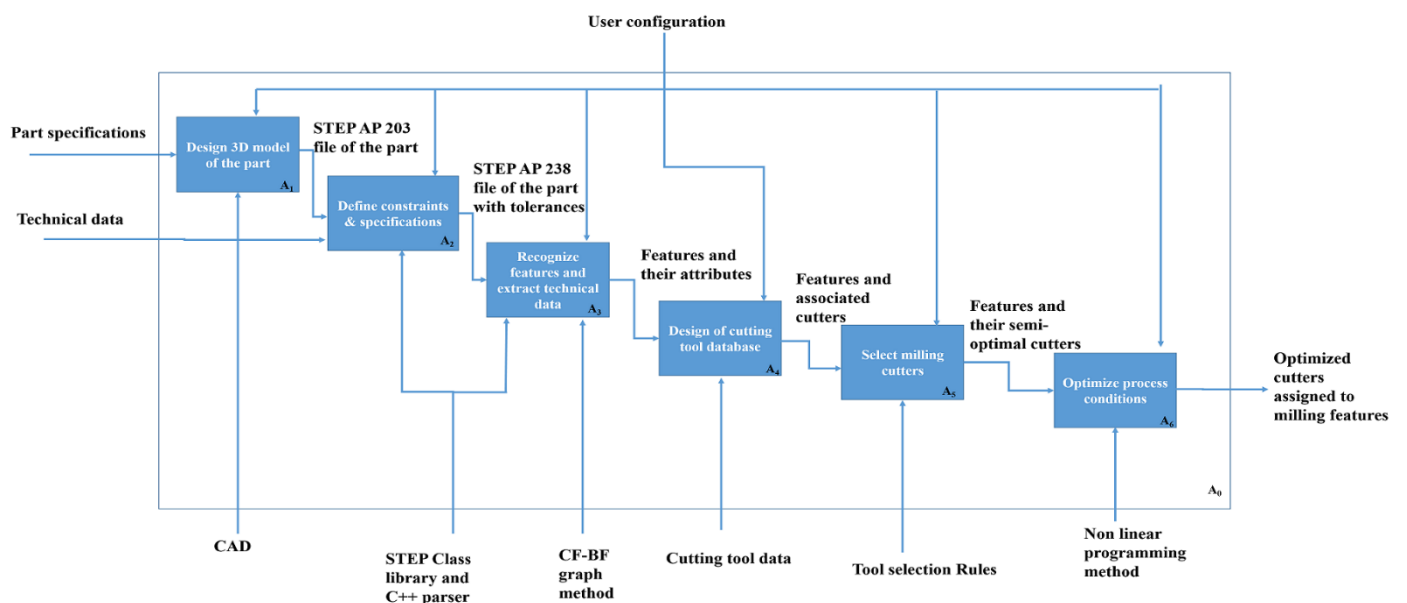 User configuration
Part specifications
Design 3D model
of the part
A1
STEP AP 203
file of the part
Technical data
Define constraints
& specifications
A2
STEP AP 238
file of the part
with tolerances
Recognize
features and
extract technical
data
A3
Features and
their attributes
Design of cutting
tool database
A4
Features and
associated
cutters
Select milling
cutters
A5
Features and
their semi-
optimal cutters
Optimize process
conditions
A6
Optimized
cutters
assigned to
milling features
A0
CAD
STEP Class
library and
C++ parser
CF-BF
graph
method
Cutting tool data
Tool selection Rules
Non linear
programming
method